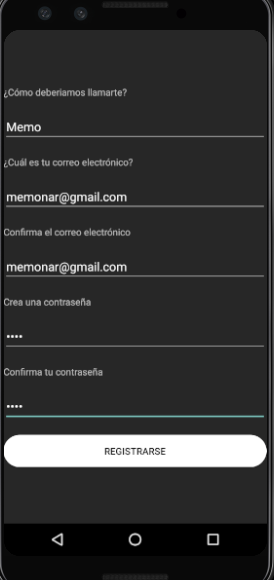 ¿Cómo deberiamos llamarte?
Memo
¿Cuál es tu correo electrónico?
memonar@gmail.com
Confirma el correo electrónico
memonar@gmail.com
Crea una contraseña
••••
Confirma tu contraseña
••••
REGISTRARSE